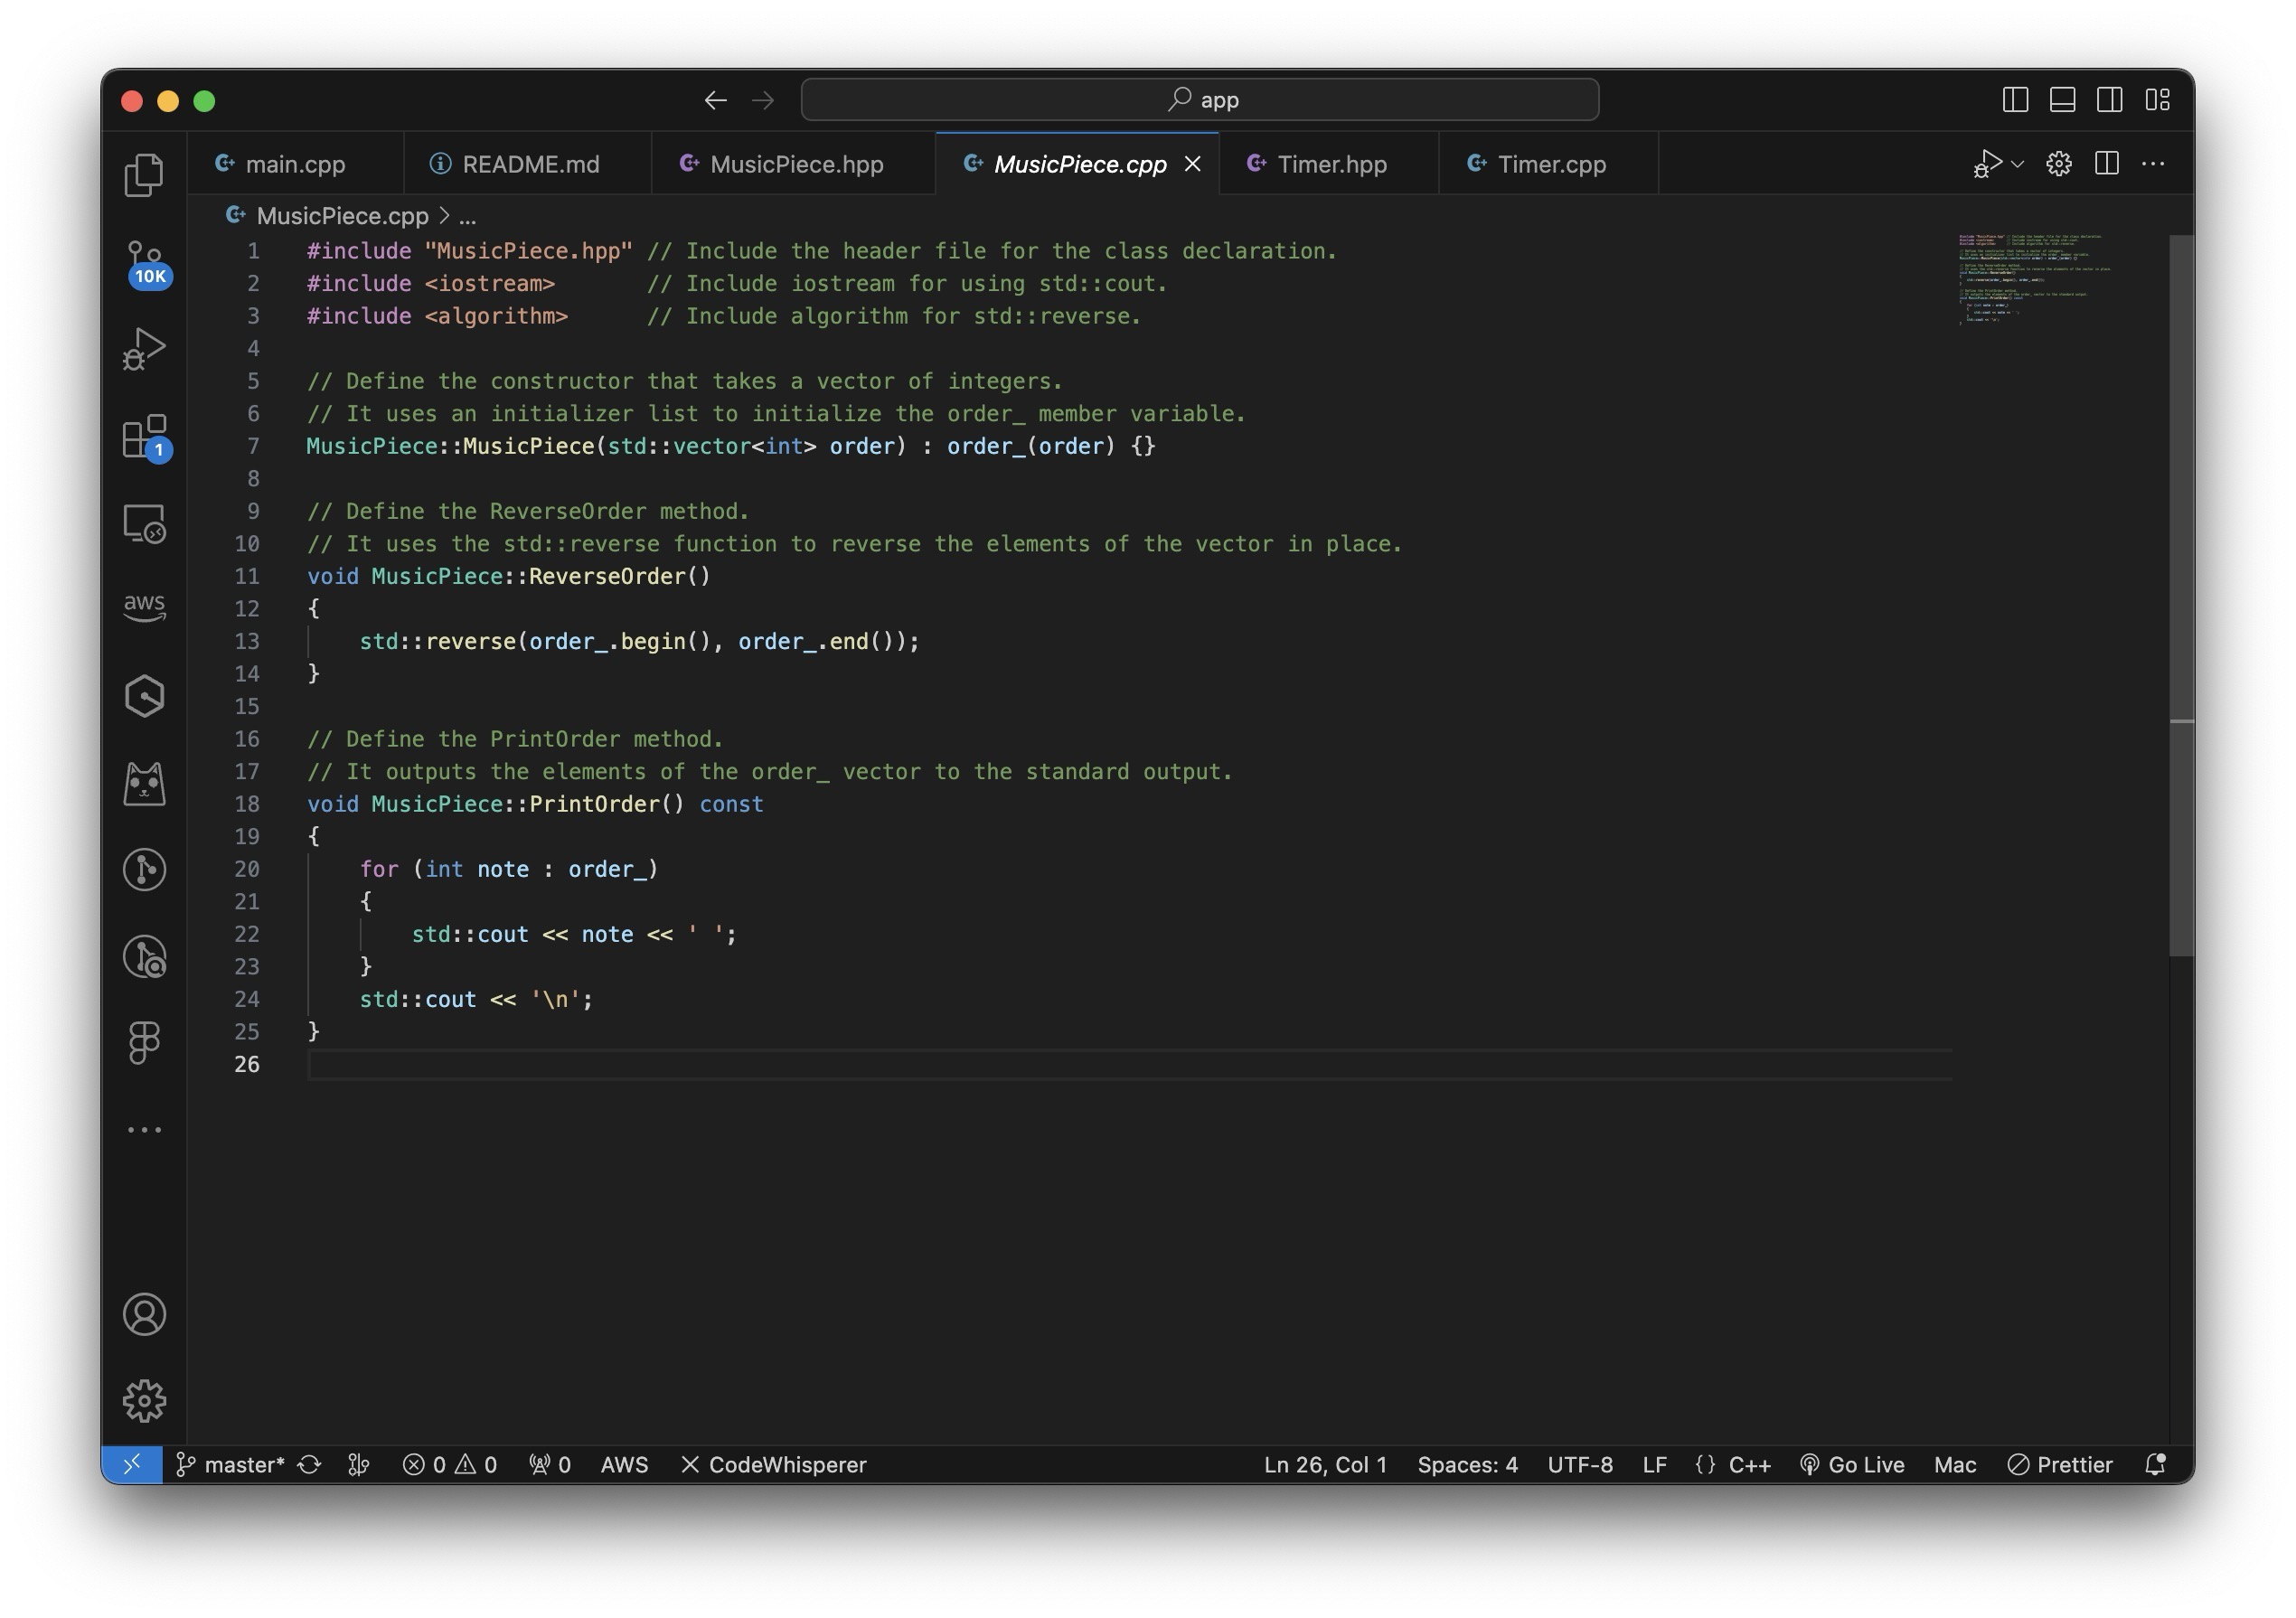 app
main.cpp
README.md
MusicPiece.hpp
MusicPiece.cpp
Timer.hpp
Timer.cpp
MusicPiece.cpp > ...
10K
1
aws
1 #include "MusicPiece.hpp" // Include the header file for the class declaration.
2 #include <iostream>       // Include iostream for using std::cout.
3 #include <algorithm>      // Include algorithm for std::reverse.
4
5 // Define the constructor that takes a vector of integers.
6 // It uses an initializer list to initialize the order_ member variable.
7 MusicPiece::MusicPiece(std::vector<int> order) : order_(order) {}
8
9 // Define the ReverseOrder method.
10 // It uses the std::reverse function to reverse the elements of the vector in place.
11 void MusicPiece::ReverseOrder()
12 {
13     std::reverse(order_.begin(), order_.end());
14 }
15
16 // Define the PrintOrder method.
17 // It outputs the elements of the order_ vector to the standard output.
18 void MusicPiece::PrintOrder() const
19 {
20     for (int note : order_)
21     {
22         std::cout << note << ' ';
23     }
24     std::cout << '\n';
25 }
26
master* 0 0 0 AWS CodeWhisperer Ln 26, Col 1 Spaces: 4 UTF-8 LF {} C++ Go Live Mac Prettier